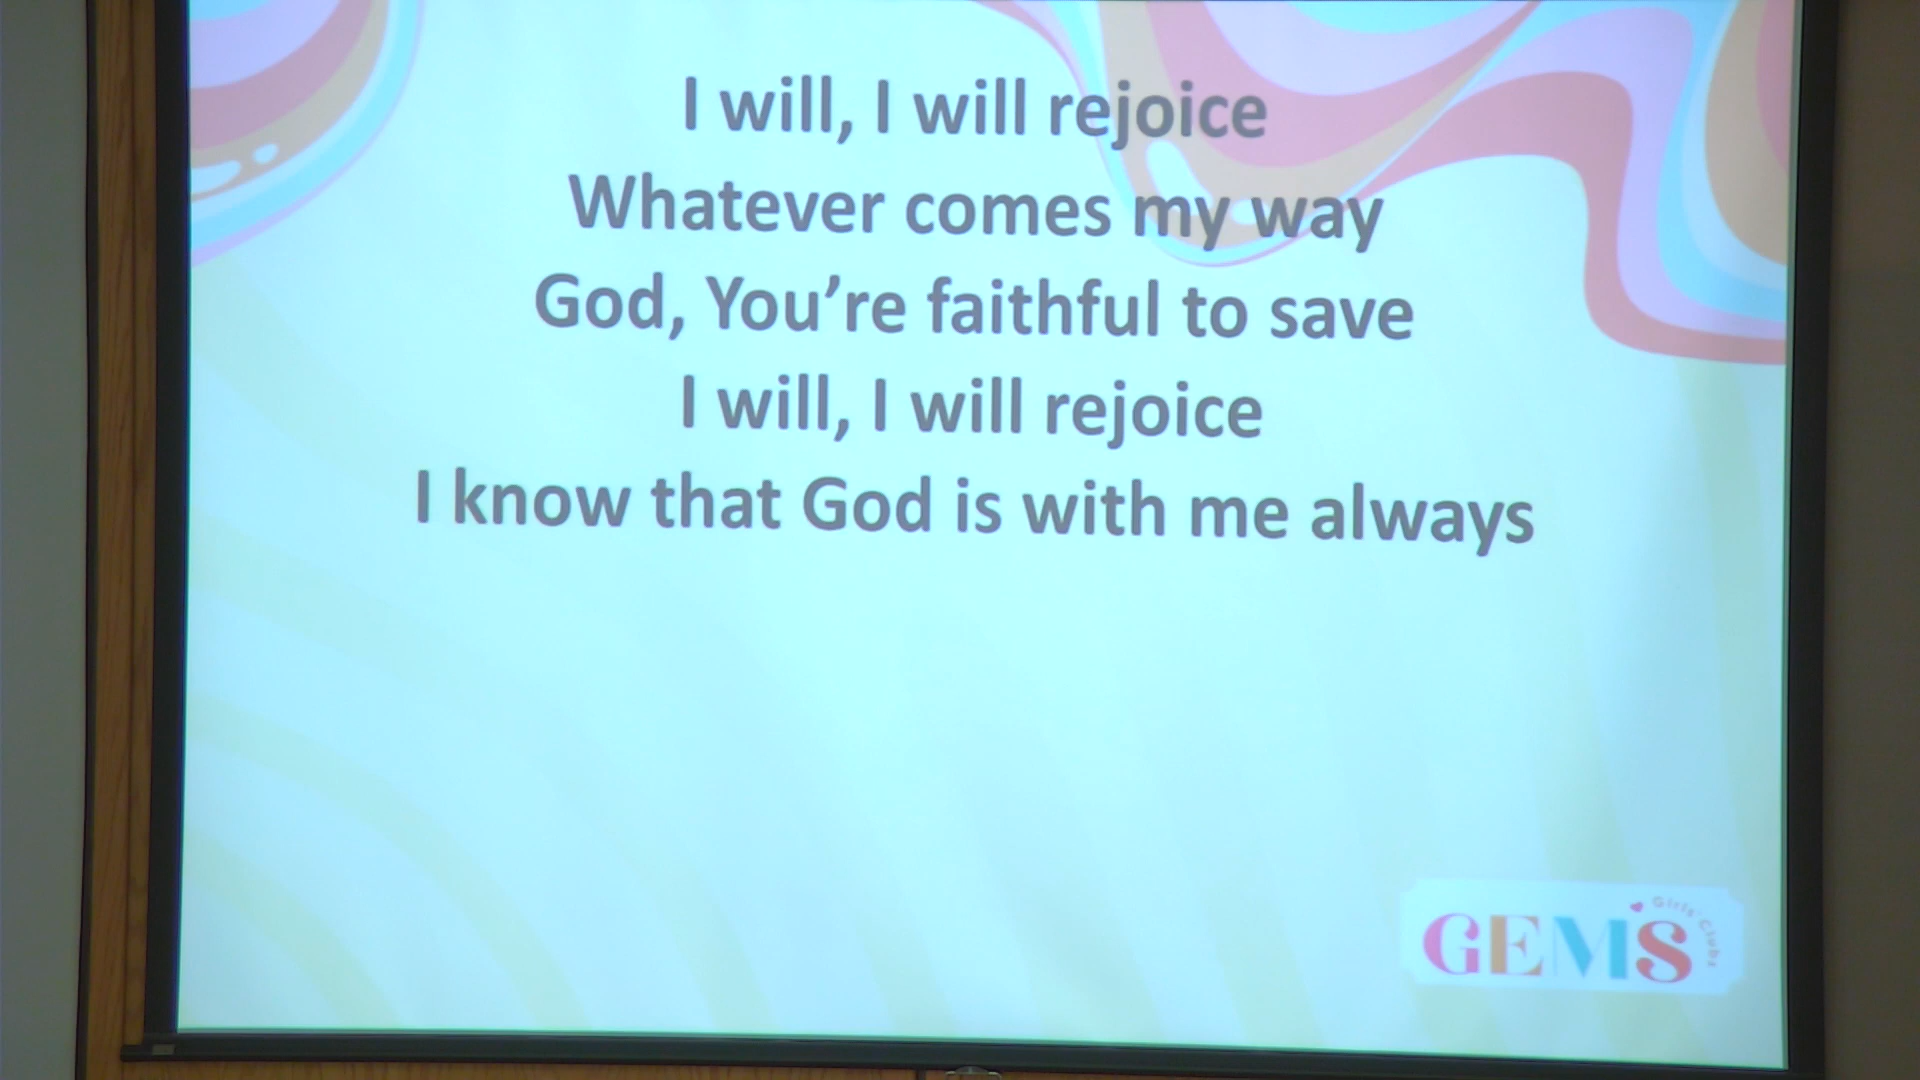 I will, I will rejoice
Whatever comes my way
God, You’re faithful to save
I will, I will rejoice
I know that God is with me always
GEMS
Girls' Clubs